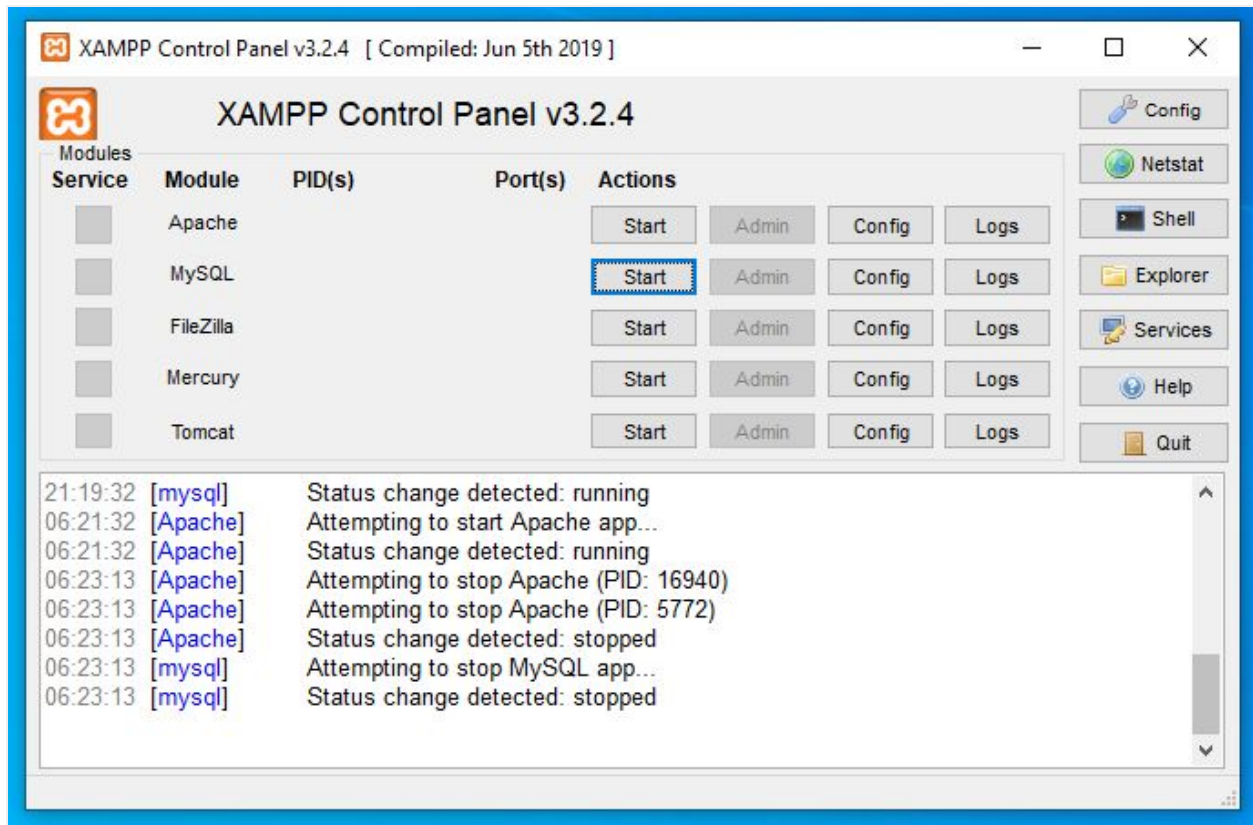 XAMPP Control Panel v3.2.4 [ Compiled: Jun 5th 2019 ]
XAMPP Control Panel v3.2.4
Config
Modules
Netstat
Service Module PID(s) Port(s) Actions
Apache Start Admin Config Logs
Shell
MySQL Start Admin Config Logs
Explorer
FileZilla Start Admin Config Logs
Services
Mercury Start Admin Config Logs
Help
Tomcat Start Admin Config Logs
Quit
21:19:32 [mysql] Status change detected: running
06:21:32 [Apache] Attempting to start Apache app...
06:21:32 [Apache] Status change detected: running
06:23:13 [Apache] Attempting to stop Apache (PID: 16940)
06:23:13 [Apache] Attempting to stop Apache (PID: 5772)
06:23:13 [Apache] Status change detected: stopped
06:23:13 [mysql] Attempting to stop MySQL app...
06:23:13 [mysql] Status change detected: stopped